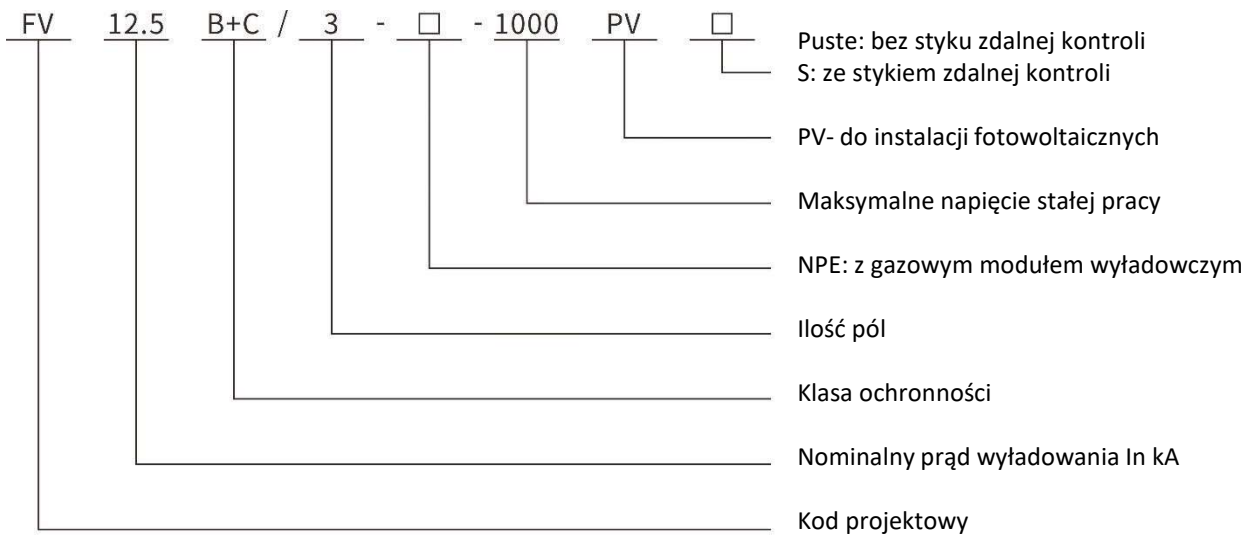 FV 12.5 B+C / 3 - □ - 1000 PV □
Puste: bez styku zdalnej kontroli
S: ze stykiem zdalnej kontroli
PV- do instalacji fotowoltaicznych
Maksymalne napięcie stałej pracy
NPE: z gazowym modułem wyładowczym
Ilość pól
Klasa ochronności
Nominalny prąd wyładowania In kA
Kod projektowy